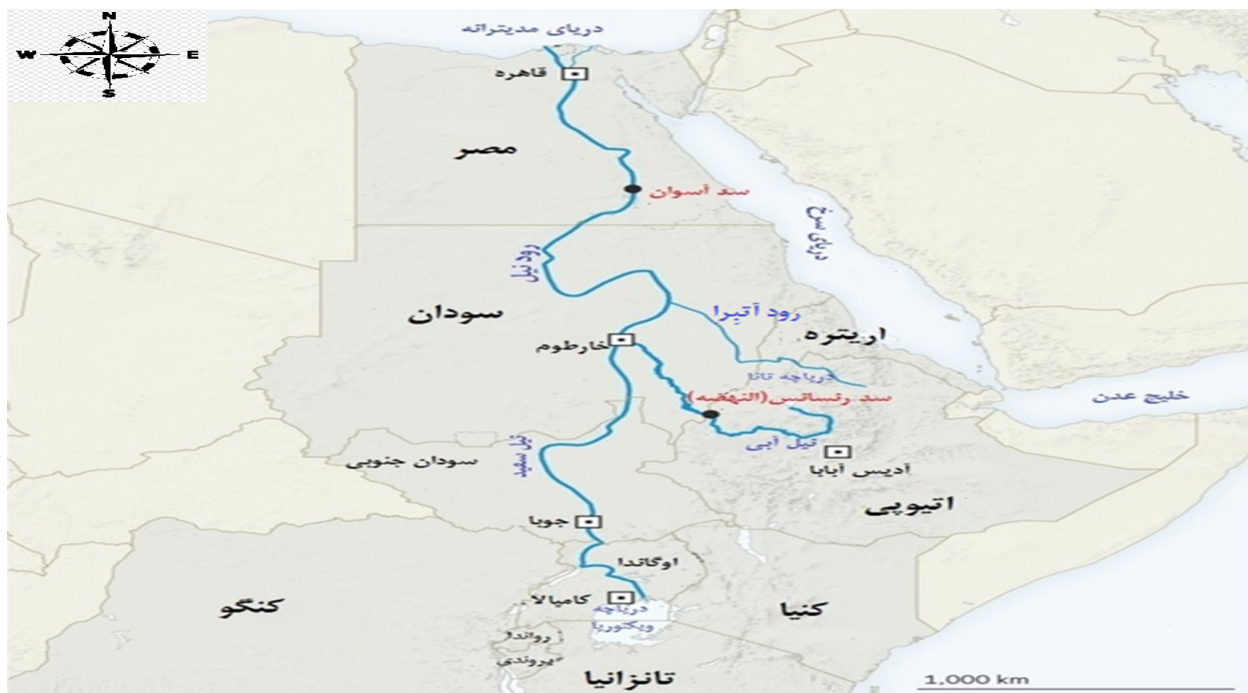 N
W
E
S
دریای مدیترانه
قاهره
مصر
سد آسوان
دریای سرخ
رود نیل
سودان
رود آتبِرا
اریتره
خارطوم
دریاچه تانا
سد رنسانس(النهضه)
خلیج عدن
نیل آبی
نیل سفید
سودان جنوبی
آدیس آبابا
اتیوپی
جوبا
اوگاندا
کامپالا
دریاچه
ویکتوریا
کنگو
کنیا
رواندا
بروندی
تانزانیا
1,000 km